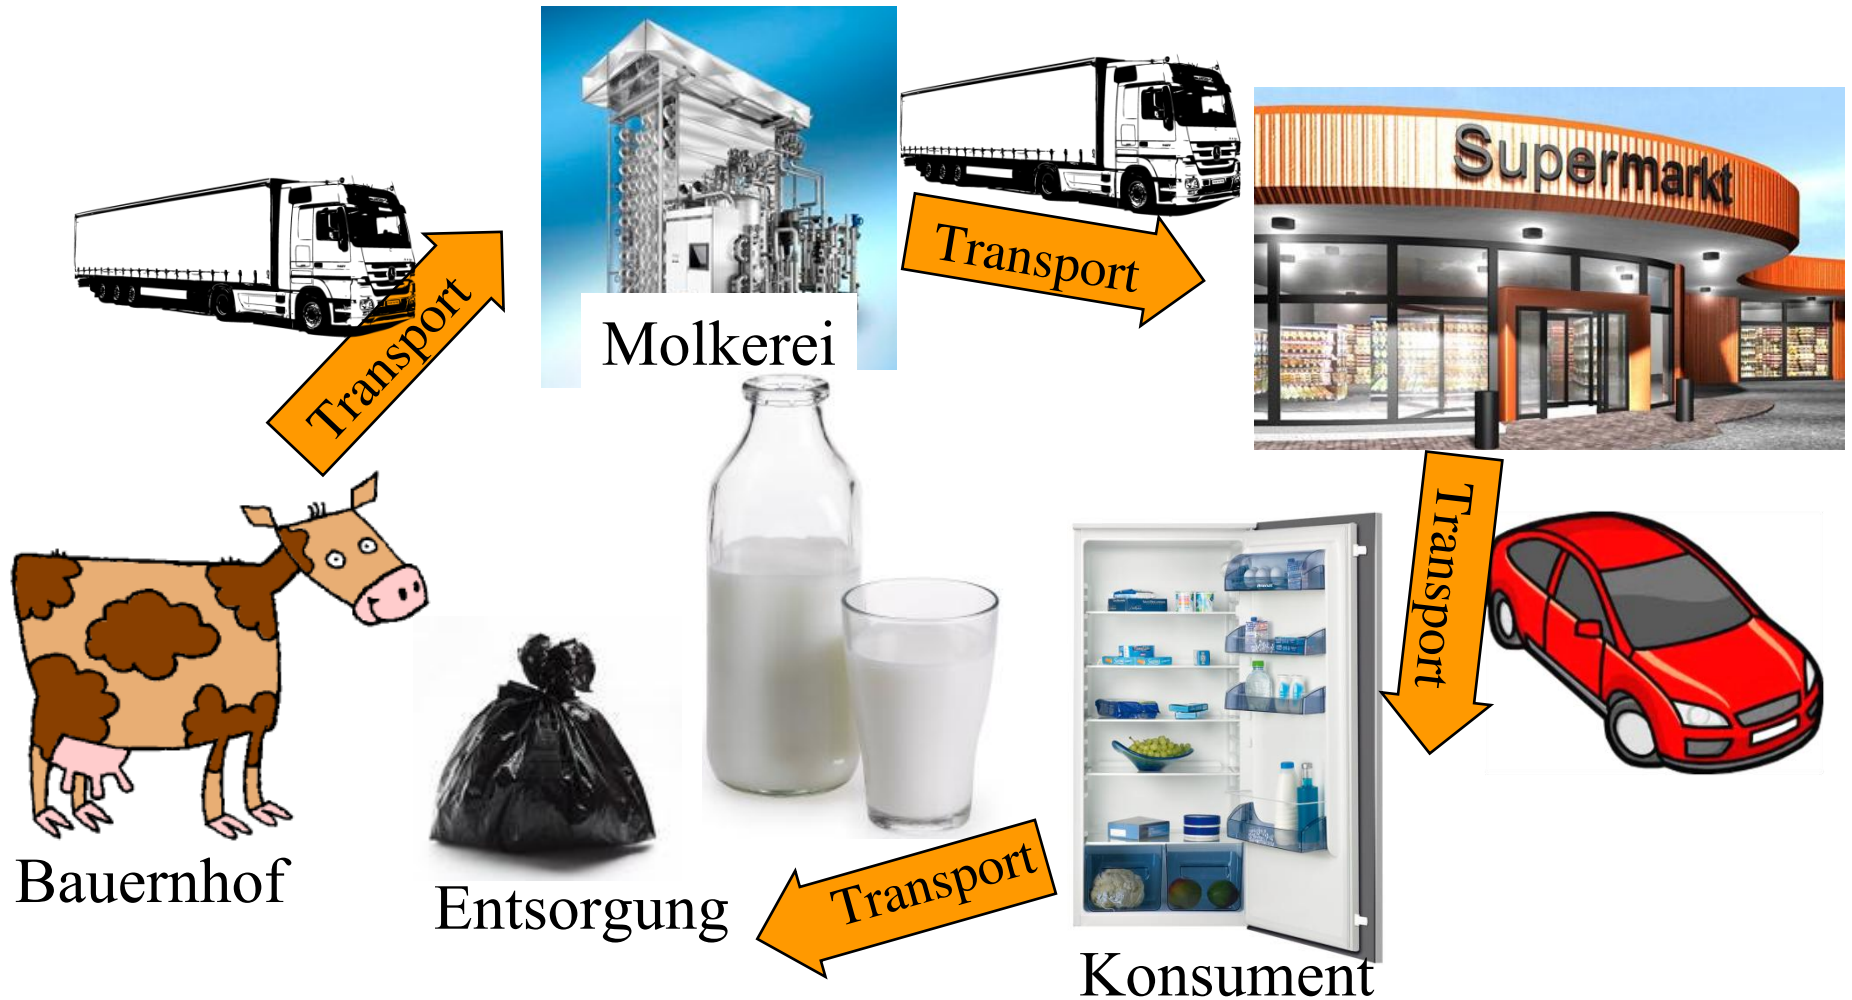 Molkerei
Supermarkt
Transport
Transport
Transport
Transport
Bauernhof
Entsorgung
Konsument